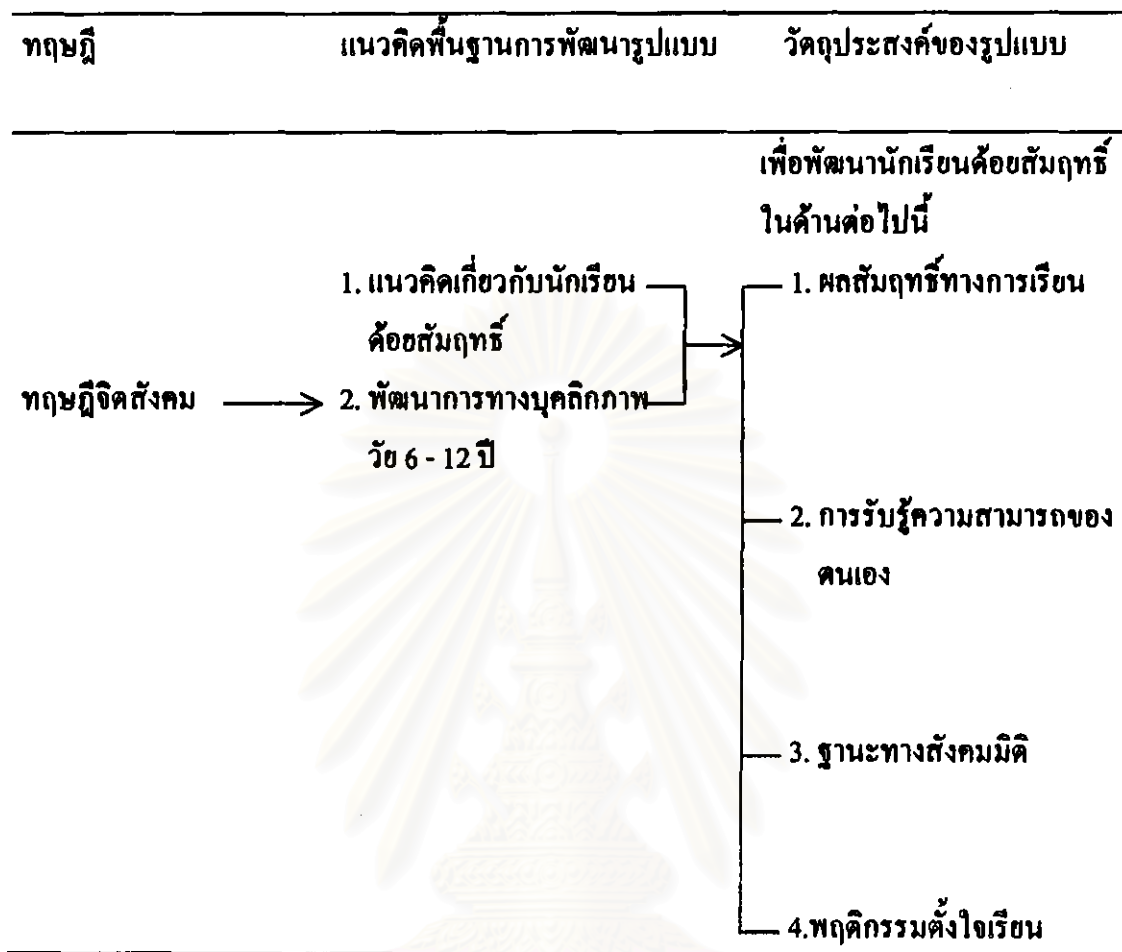 ทฤษฎี แนวคิดพื้นฐานการพัฒนารูปแบบ วัตถุประสงค์ของรูปแบบ
เพื่อพัฒนานักเรียนด้อยสัมฤทธิ์
ในด้านต่อไปนี้
1. แนวคิดเกี่ยวกับนักเรียน 1. ผลสัมฤทธิ์ทางการเรียน
ด้อยสัมฤทธิ์
ทฤษฎีจิตสังคม 2. พัฒนาการทางบุคลิกภาพ
วัย 6 - 12 ปี
2. การรับรู้ความสามารถของ
ตนเอง
3. ฐานะทางสังคมมิติ
4.พฤติกรรมตั้งใจเรียน